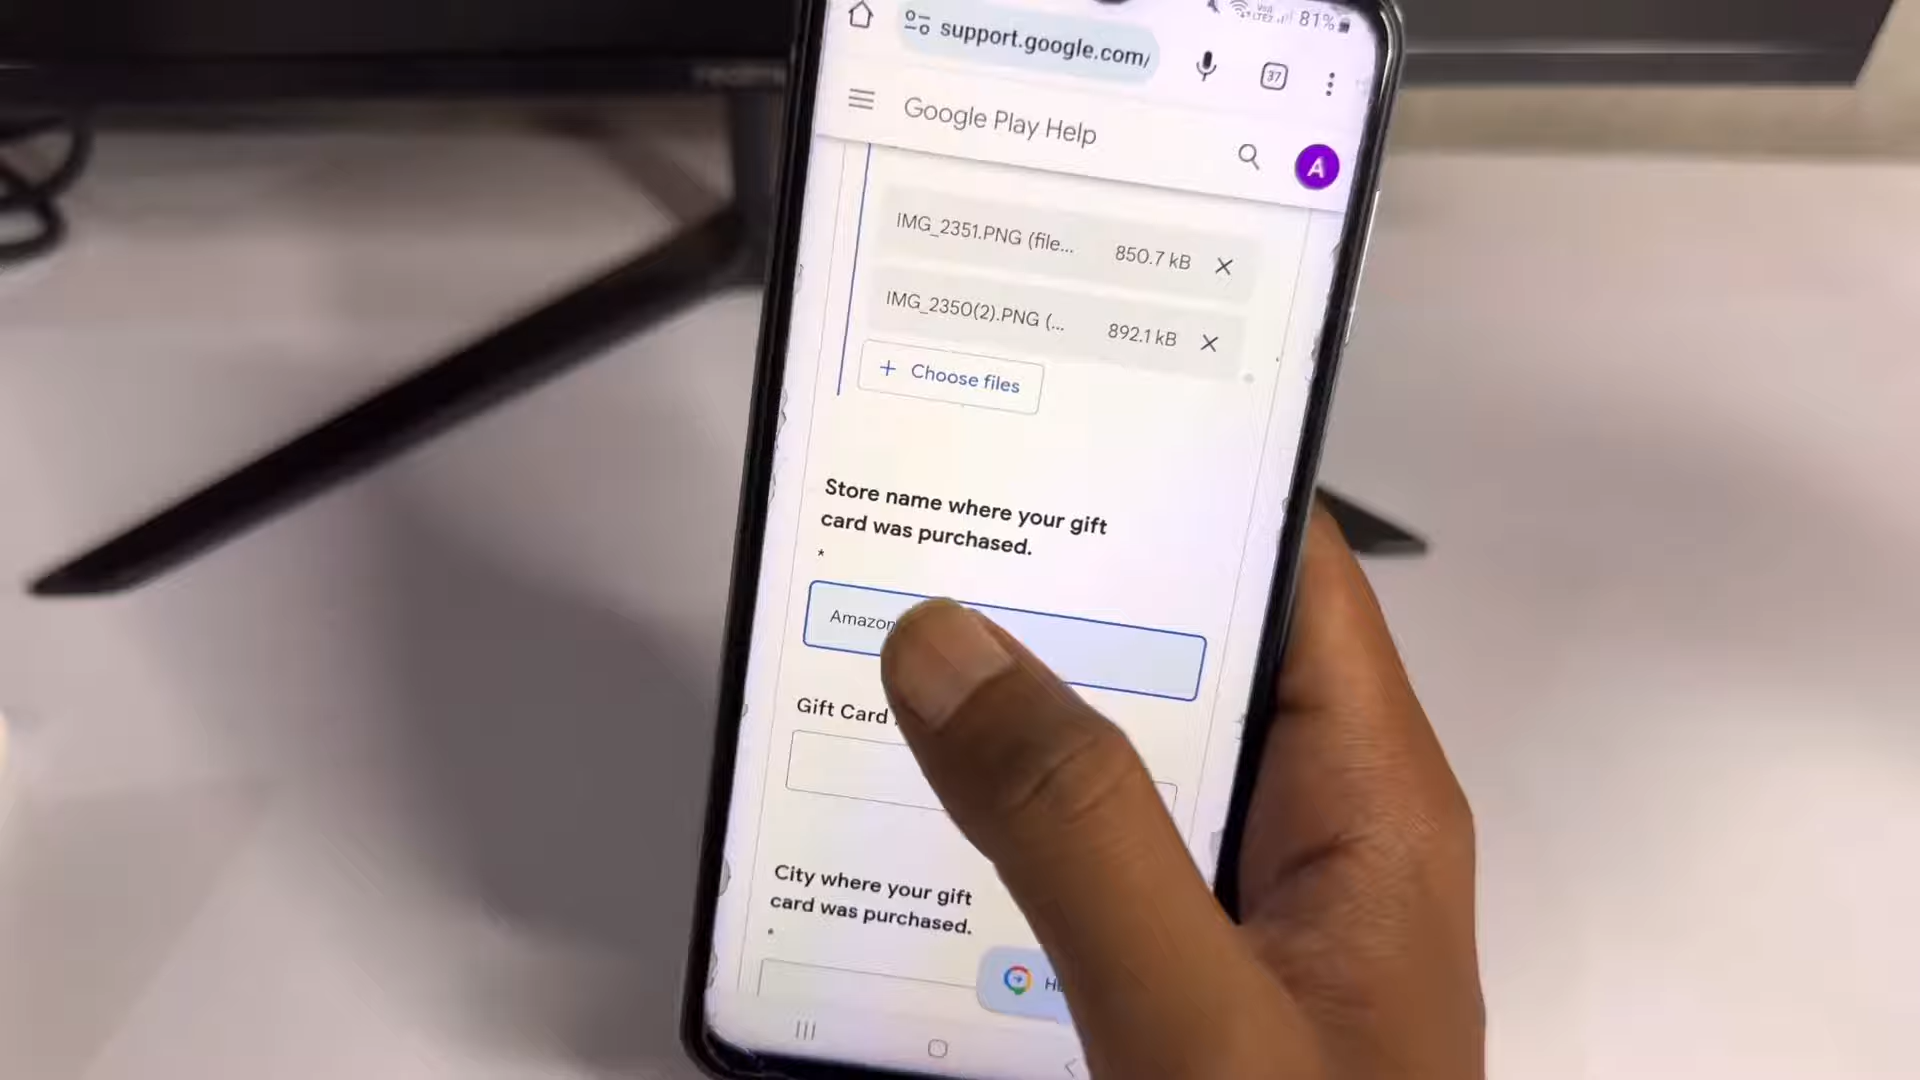 81%
support.google.com/
37
Google Play Help
A
IMG_2351.PNG (file... 850.7 kB
IMG_2350(2).PNG (... 892.1 kB
+ Choose files
Store name where your gift
card was purchased.
*
Amazon
Gift Card
City where your gift
card was purchased.
*